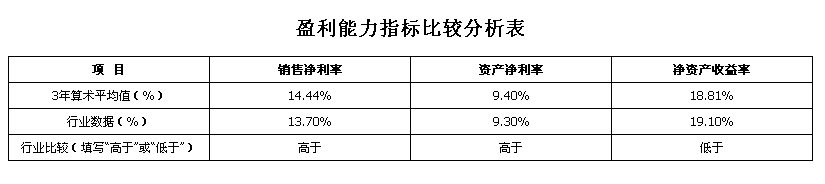 盈利能力指标比较分析表
项 目 销售净利率 资产净利率 净资产收益率
3年算术平均值（%） 14.44% 9.40% 18.81%
行业数据（%） 13.70% 9.30% 19.10%
行业比较（填写“高于”或“低于”） 高于 高于 低于